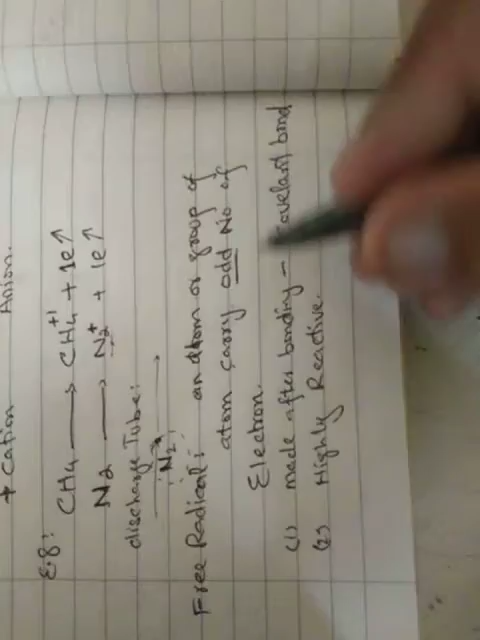 + Cation Anion.
E.g:
CH4 → CH4+1 + 1e↑
N2 → N2+ + 1e↑
discharge Tube:
→ N2 →
Free Radical: an atom or group of
atom carry odd No of
Electron.
(1) made after bonding - covelant bond
(2) Highly Reactive.